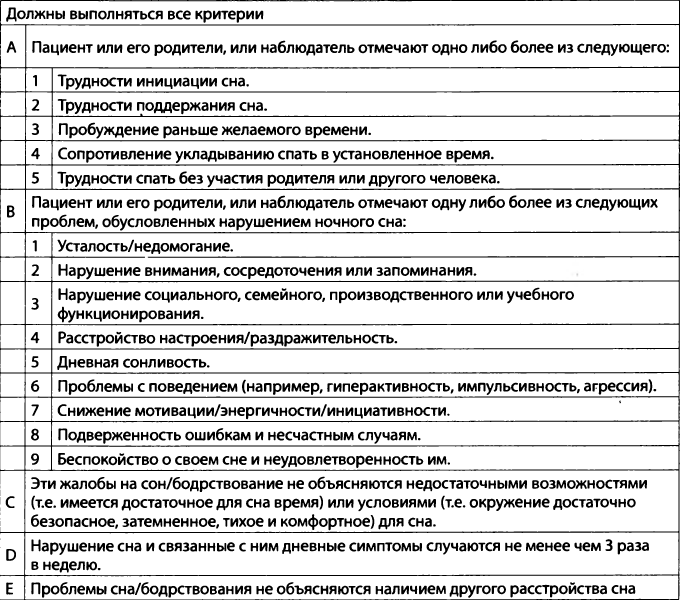 Должны выполняться все критерии
A Пациент или его родители, или наблюдатель отмечают одно либо более из следующего:
1 Трудности инициации сна.
2 Трудности поддержания сна.
3 Пробуждение раньше желаемого времени.
4 Сопротивление укладыванию спать в установленное время.
5 Трудности спать без участия родителя или другого человека.
B Пациент или его родители, или наблюдатель отмечают одну либо более из следующих
проблем, обусловленных нарушением ночного сна:
1 Усталость/недомогание.
2 Нарушение внимания, сосредоточения или запоминания.
3 Нарушение социального, семейного, производственного или учебного
функционирования.
4 Расстройство настроения/раздражительность.
5 Дневная сонливость.
6 Проблемы с поведением (например, гиперактивность, импульсивность, агрессия).
7 Снижение мотивации/энергичности/инициативности.
8 Подверженность ошибкам и несчастным случаям.
9 Беспокойство о своем сне и неудовлетворенность им.
C Эти жалобы на сон/бодрствование не объясняются недостаточными возможностями
(т.е. имеется достаточное для сна время) или условиями (т.е. окружение достаточно
безопасное, затемненное, тихое и комфортное) для сна.
D Нарушение сна и связанные с ним дневные симптомы случаются не менее чем 3 раза
в неделю.
E Проблемы сна/бодрствования не объясняются наличием другого расстройства сна